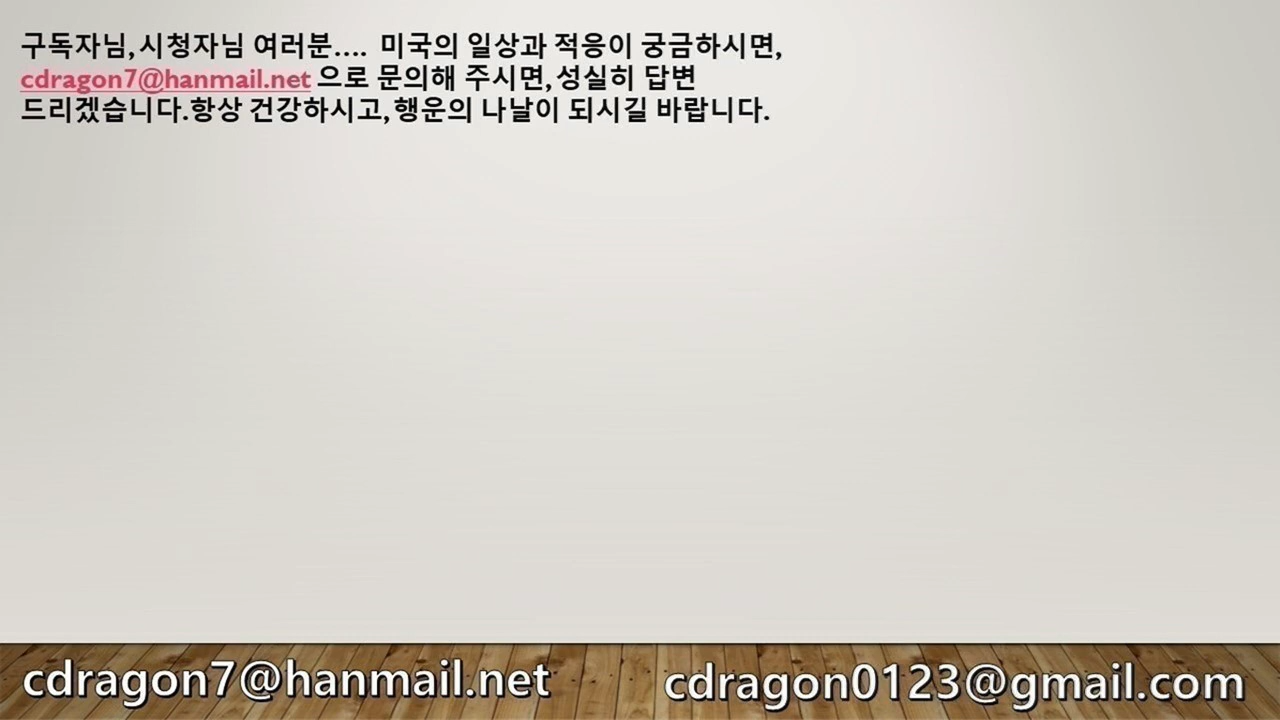 구독자님, 시청자님 여러분.... 미국의 일상과 적응이 궁금하시면,
cdragon7@hanmail.net 으로 문의해 주시면, 성실히 답변
드리겠습니다.항상 건강하시고, 행운의 나날이 되시길 바랍니다.
cdragon7@hanmail.net
cdragon0123@gmail.com